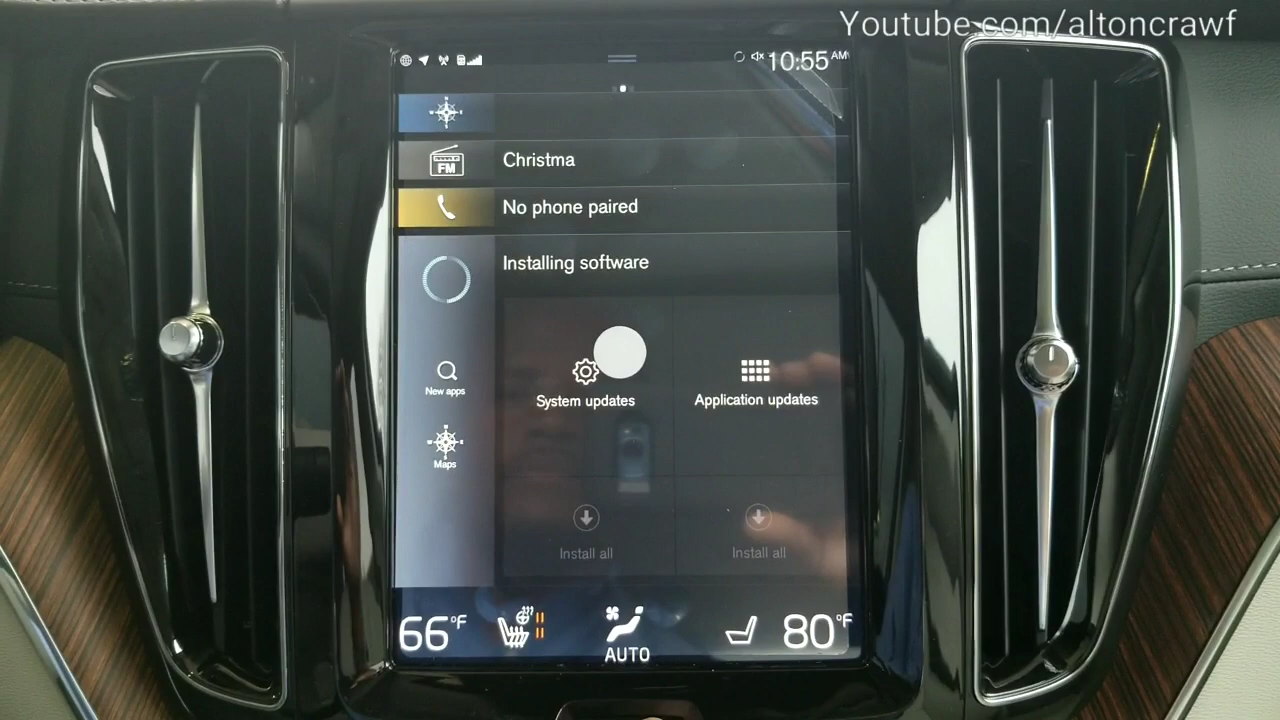 Youtube.com/altoncrawf
10:55 AM
Christma
FM
No phone paired
Installing software
New apps
System updates
Application updates
Maps
Install all
Install all
66°F
AUTO
80°F